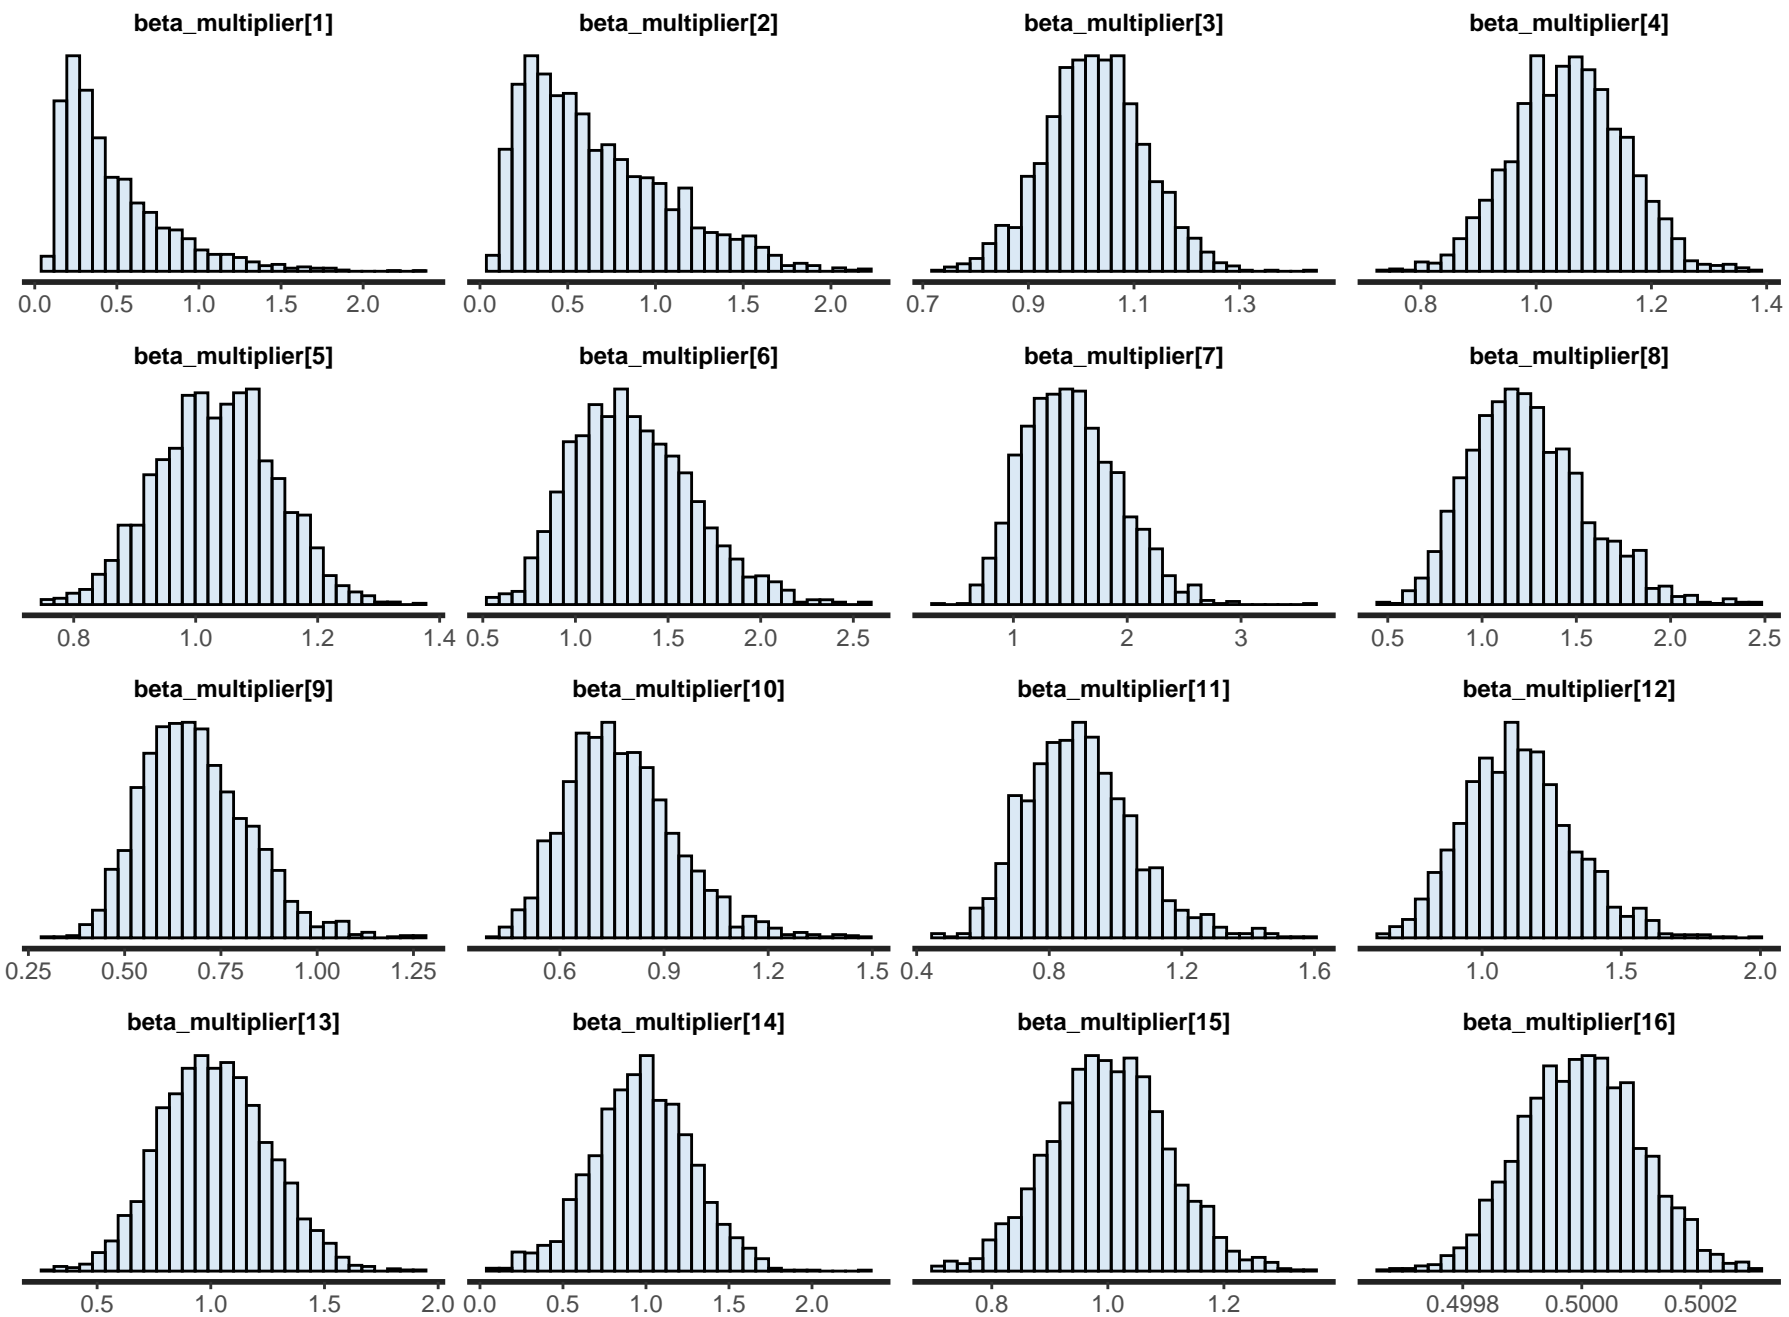 beta_multiplier[1] beta_multiplier[2] beta_multiplier[3] beta_multiplier[4]
0.0 0.5 1.0 1.5 2.0 0.0 0.5 1.0 1.5 2.0 0.7 0.9 1.1 1.3 0.8 1.0 1.2 1.4
beta_multiplier[5] beta_multiplier[6] beta_multiplier[7] beta_multiplier[8]
0.8 1.0 1.2 1.4 0.5 1.0 1.5 2.0 2.5 1 2 3 0.5 1.0 1.5 2.0 2.5
beta_multiplier[9] beta_multiplier[10] beta_multiplier[11] beta_multiplier[12]
0.25 0.50 0.75 1.00 1.25 0.6 0.9 1.2 1.5 0.4 0.8 1.2 1.6 1.0 1.5 2.0
beta_multiplier[13] beta_multiplier[14] beta_multiplier[15] beta_multiplier[16]
0.5 1.0 1.5 2.0 0.0 0.5 1.0 1.5 2.0 0.8 1.0 1.2 0.4998 0.5000 0.5002